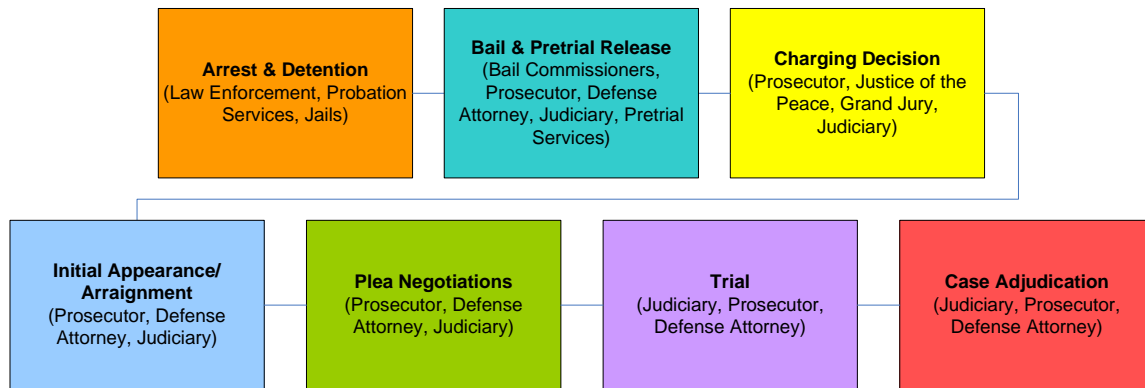 Arrest & Detention
(Law Enforcement, Probation
Services, Jails)
Bail & Pretrial Release
(Bail Commissioners,
Prosecutor, Defense
Attorney, Judiciary, Pretrial
Services)
Charging Decision
(Prosecutor, Justice of the
Peace, Grand Jury,
Judiciary)
Initial Appearance/
Arraignment
(Prosecutor, Defense
Attorney, Judiciary)
Plea Negotiations
(Prosecutor, Defense
Attorney, Judiciary)
Trial
(Judiciary, Prosecutor,
Defense Attorney)
Case Adjudication
(Judiciary, Prosecutor,
Defense Attorney)